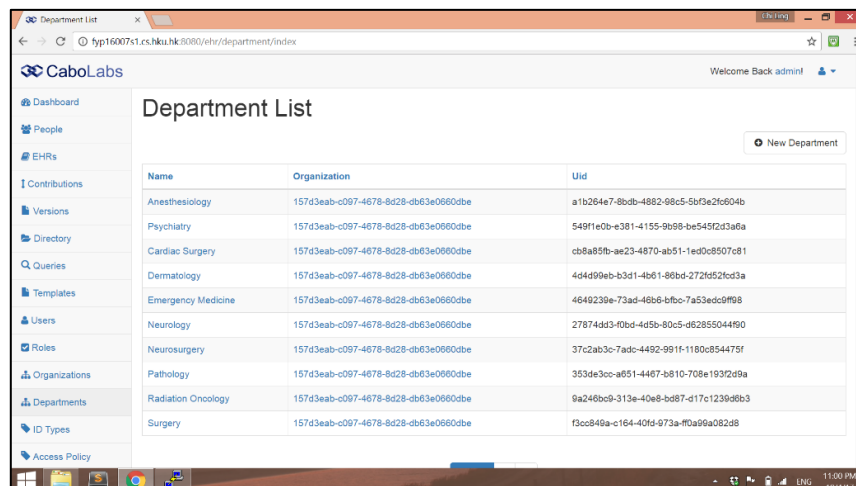 Department List
Chi Ting
fyp16007s1.cs.hku.hk:8080/ehr/department/index
CaboLabs
Welcome Back admin!
Dashboard
People
EHRs
Contributions
Versions
Directory
Queries
Templates
Users
Roles
Organizations
Departments
ID Types
Access Policy
Department List
New Department
Name Organization Uid
Anesthesiology 157d3eab-c097-4678-8d28-db63e0660dbe a1b264e7-8bdb-4882-98c5-5bf3e2fc604b
Psychiatry 157d3eab-c097-4678-8d28-db63e0660dbe 549f1e0b-e381-4155-9b98-be545f2d3a6a
Cardiac Surgery 157d3eab-c097-4678-8d28-db63e0660dbe cb8a85fb-ae23-4870-ab51-1ed0c8507c81
Dermatology 157d3eab-c097-4678-8d28-db63e0660dbe 4d4d99eb-b3d1-4b61-86bd-272fd52fcd3a
Emergency Medicine 157d3eab-c097-4678-8d28-db63e0660dbe 4649239e-73ad-46b6-bfbc-7a53edc9ff98
Neurology 157d3eab-c097-4678-8d28-db63e0660dbe 27874dd3-f0bd-4d5b-80c5-d62855044f90
Neurosurgery 157d3eab-c097-4678-8d28-db63e0660dbe 37c2ab3c-7adc-4492-991f-1180c854475f
Pathology 157d3eab-c097-4678-8d28-db63e0660dbe 353de3cc-a651-4467-b810-708e193f2d9a
Radiation Oncology 157d3eab-c097-4678-8d28-db63e0660dbe 9a246bc9-313e-40e8-bd87-d17c1239d6b3
Surgery 157d3eab-c097-4678-8d28-db63e0660dbe f3cc849a-c164-40fd-973a-ff0a99a082d8
ENG
11:00 PM